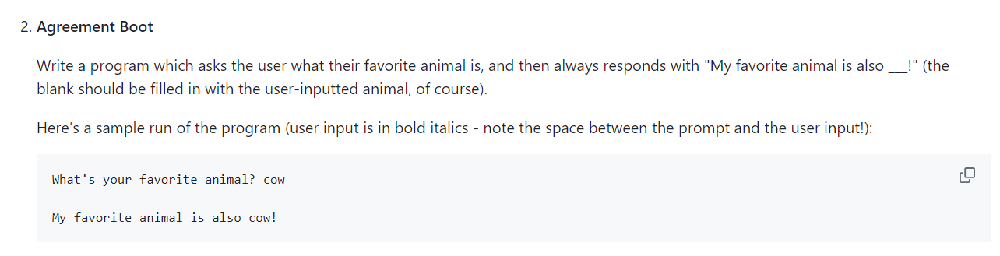 2. Agreement Boot
Write a program which asks the user what their favorite animal is, and then always responds with "My favorite animal is also ___!" (the
blank should be filled in with the user-inputted animal, of course).
Here's a sample run of the program (user input is in bold italics - note the space between the prompt and the user input!):
What's your favorite animal? cow
My favorite animal is also cow!